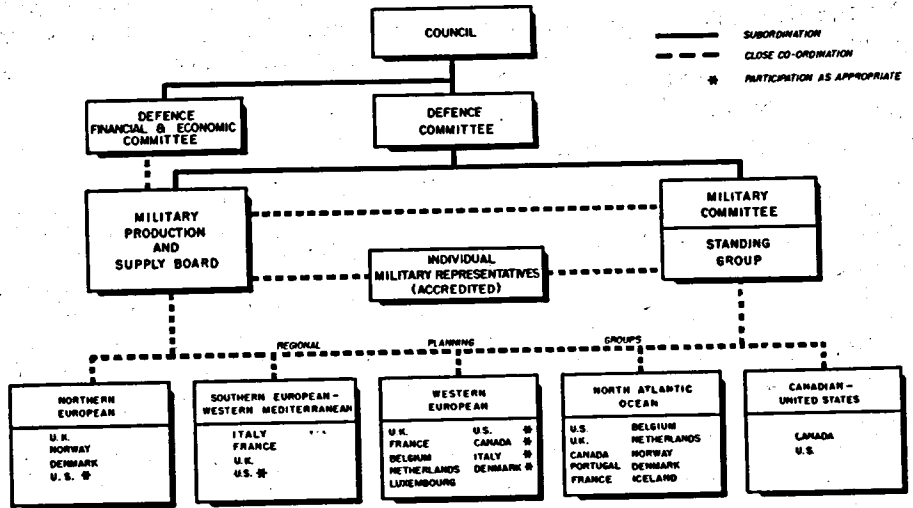 COUNCIL
SUBORDINATION
CLOSE CO-ORDINATION
* PARTICIPATION AS APPROPRIATE
DEFENCE
FINANCIAL & ECONOMIC
COMMITTEE
DEFENCE
COMMITTEE
MILITARY
PRODUCTION
AND
SUPPLY BOARD
MILITARY
COMMITTEE
STANDING
GROUP
INDIVIDUAL
MILITARY REPRESENTATIVES
(ACCREDITED)
REGIONAL PLANNING GROUPS
NORTHERN
EUROPEAN
U.K.
NORWAY
DENMARK
U.S. *
SOUTHERN EUROPEAN-
WESTERN MEDITERRANEAN
ITALY
FRANCE
U.K.
U.S. *
WESTERN
EUROPEAN
U.K. U.S. *
FRANCE CANADA *
BELGIUM ITALY *
NETHERLANDS DENMARK *
LUXEMBOURG
NORTH ATLANTIC
OCEAN
U.S. BELGIUM
U.K. NETHERLANDS
CANADA NORWAY
PORTUGAL DENMARK
FRANCE ICELAND
CANADIAN-
UNITED STATES
CANADA
U.S.